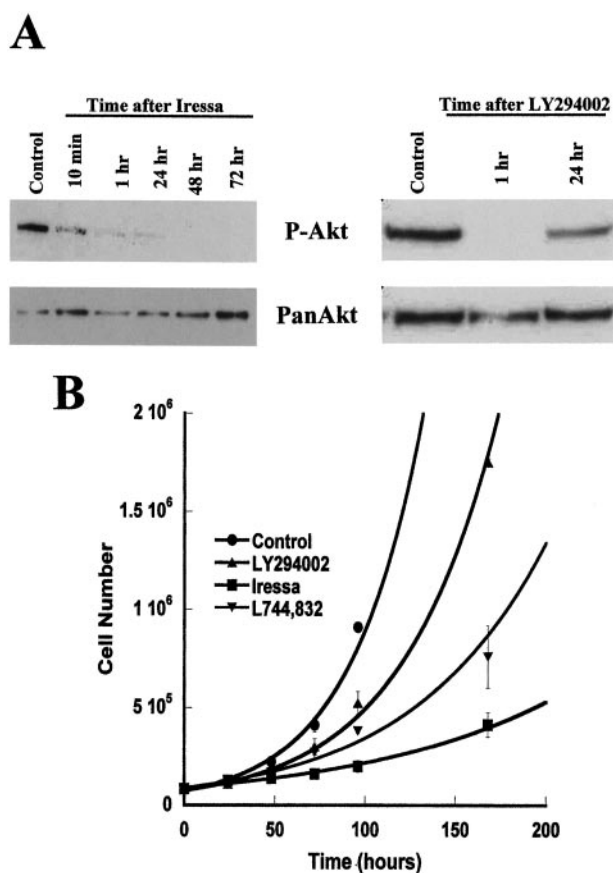 A
Time after Iressa
Control
10 min
1 hr
24 hr
48 hr
72 hr
Time after LY294002
Control
1 hr
24 hr
P-Akt
PanAkt
B
Cell Number
2 10⁶
1.5 10⁶
1 10⁶
5 10⁵
0
Control
LY294002
Iressa
L744,832
0
50
100
150
200
Time (hours)